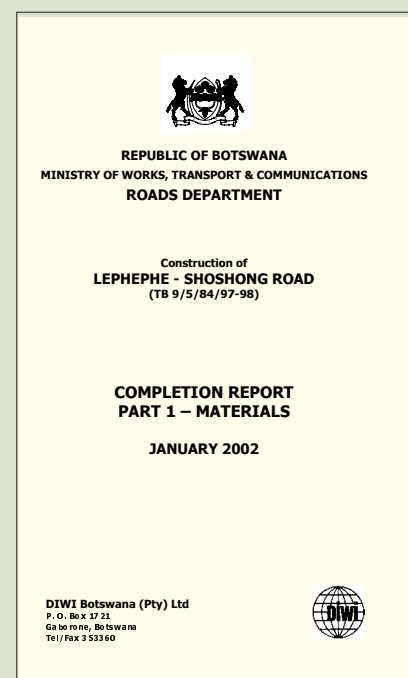 REPUBLIC OF BOTSWANA
MINISTRY OF WORKS, TRANSPORT & COMMUNICATIONS
ROADS DEPARTMENT
Construction of
LEPHEPHE - SHOSHONG ROAD
(TB 9/5/84/97-98)
COMPLETION REPORT
PART 1 – MATERIALS
JANUARY 2002
DIWI Botswana (Pty) Ltd
P. O. Box 1721
Gaborone, Botswana
Tel/Fax 353360
DIWI